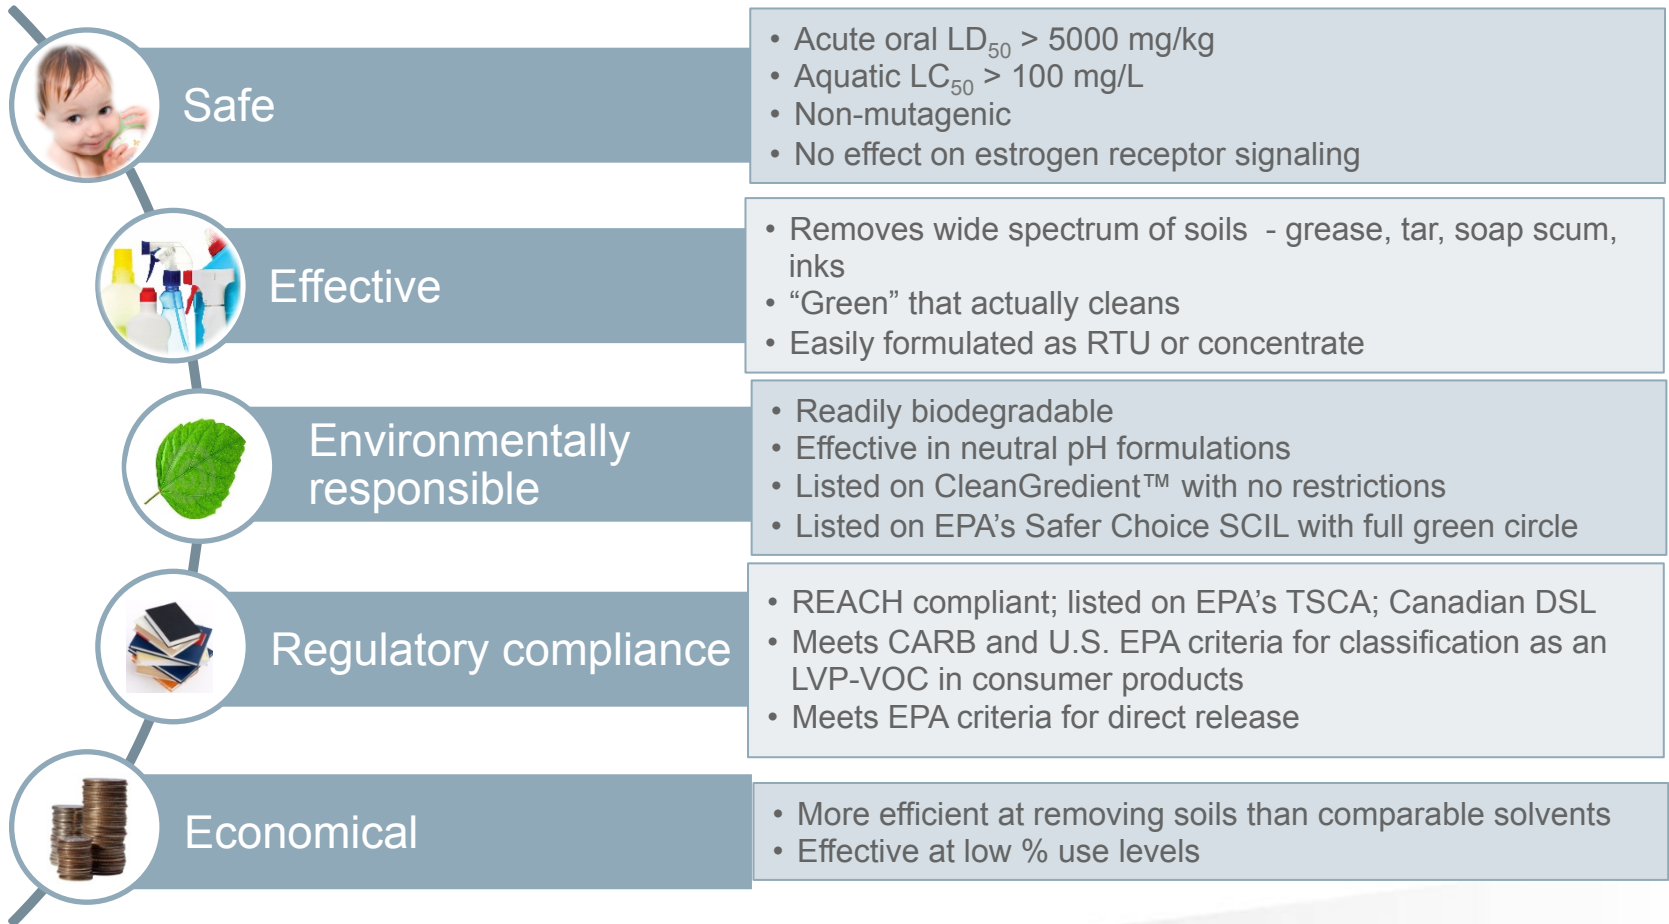 Safe
• Acute oral LD50 > 5000 mg/kg
• Aquatic LC50 > 100 mg/L
• Non-mutagenic
• No effect on estrogen receptor signaling
Effective
• Removes wide spectrum of soils  - grease, tar, soap scum,
inks
• “Green” that actually cleans
• Easily formulated as RTU or concentrate
Environmentally
responsible
• Readily biodegradable
• Effective in neutral pH formulations
• Listed on CleanGredient™ with no restrictions
• Listed on EPA’s Safer Choice SCIL with full green circle
Regulatory compliance
• REACH compliant; listed on EPA’s TSCA; Canadian DSL
• Meets CARB and U.S. EPA criteria for classification as an
LVP-VOC in consumer products
• Meets EPA criteria for direct release
Economical
• More efficient at removing soils than comparable solvents
• Effective at low % use levels